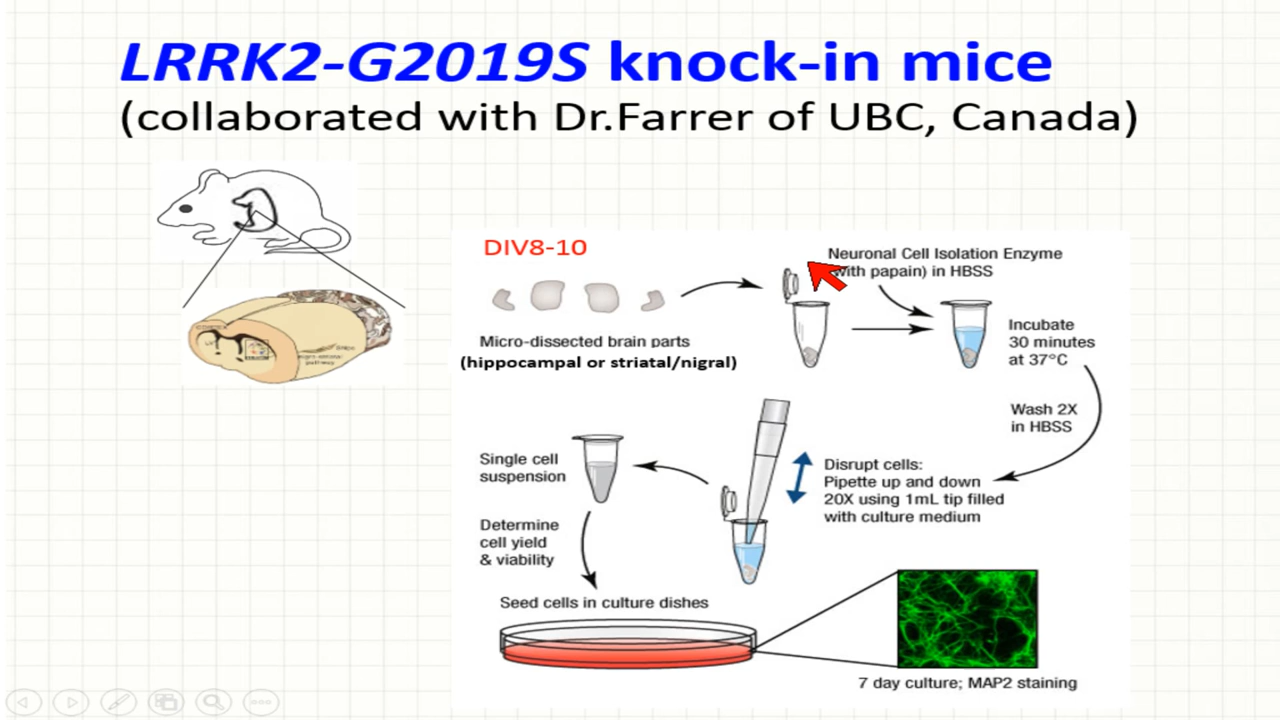 LRRK2-G2019S knock-in mice
(collaborated with Dr.Farrer of UBC, Canada)
DIV8-10
Neuronal Cell Isolation Enzyme
with papain) in HBSS
Micro-dissected brain parts
(hippocampal or striatal/nigral)
Incubate
30 minutes
at 37°C
Wash 2X
in HBSS
Disrupt cells:
Pipette up and down
20X using 1mL tip filled
with culture medium
Single cell
suspension
Determine
cell yield
& viability
Seed cells in culture dishes
7 day culture; MAP2 staining